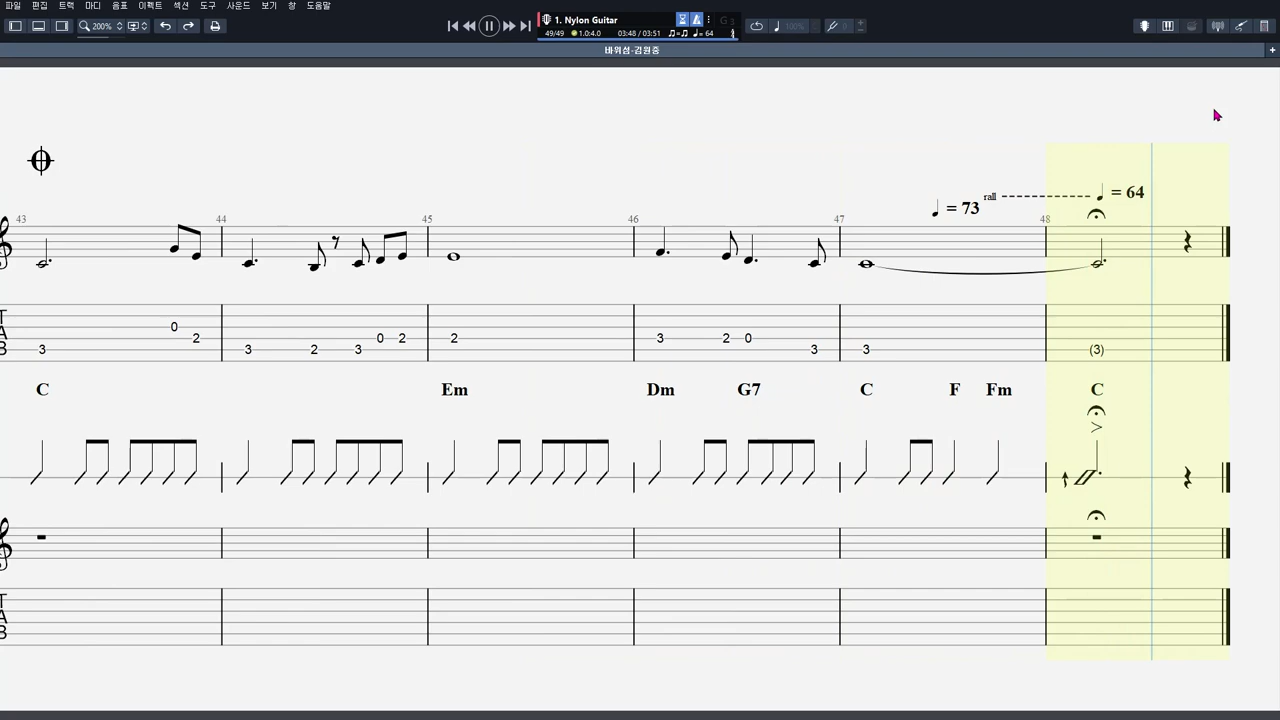 파일 편집 트랙 마디 음표 이펙트 섹션 도구 사운드 보기 창 도움말
200%
1. Nylon Guitar
100%
0
49/49 1.0:4.0 03:48 / 03:51 = 64
바위섬-김원중
= 73 rall = 64
43 44 45 46 47 48
T
B
0 2 3 3 2 3 0 2 2 3 2 0 3 3 (3)
C Em Dm G7 C F Fm C
T
A
B